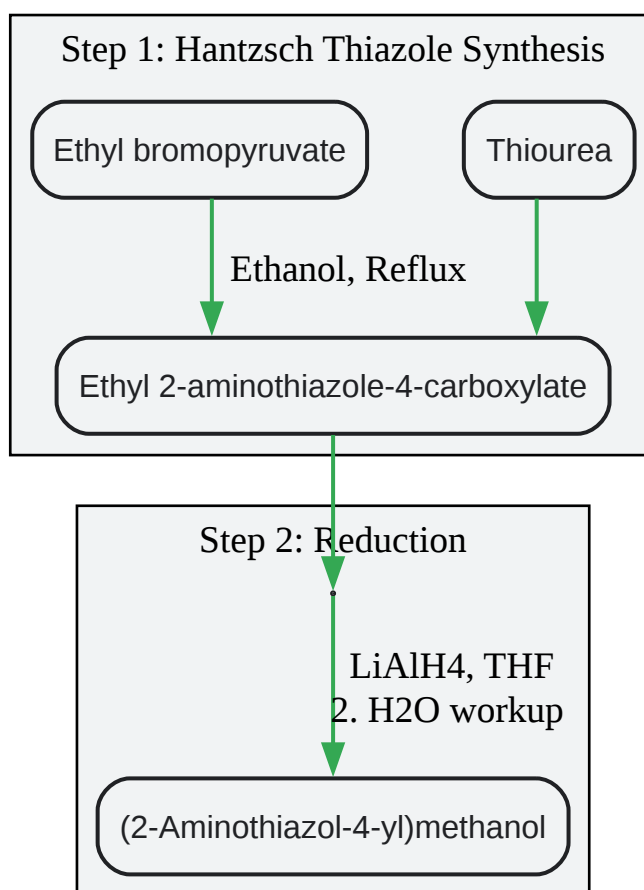 Step 1: Hantzsch Thiazole Synthesis
Ethyl bromopyruvate
Thiourea
Ethanol, Reflux
Ethyl 2-aminothiazole-4-carboxylate
Step 2: Reduction
LiAlH4, THF
2. H2O workup
(2-Aminothiazol-4-yl)methanol